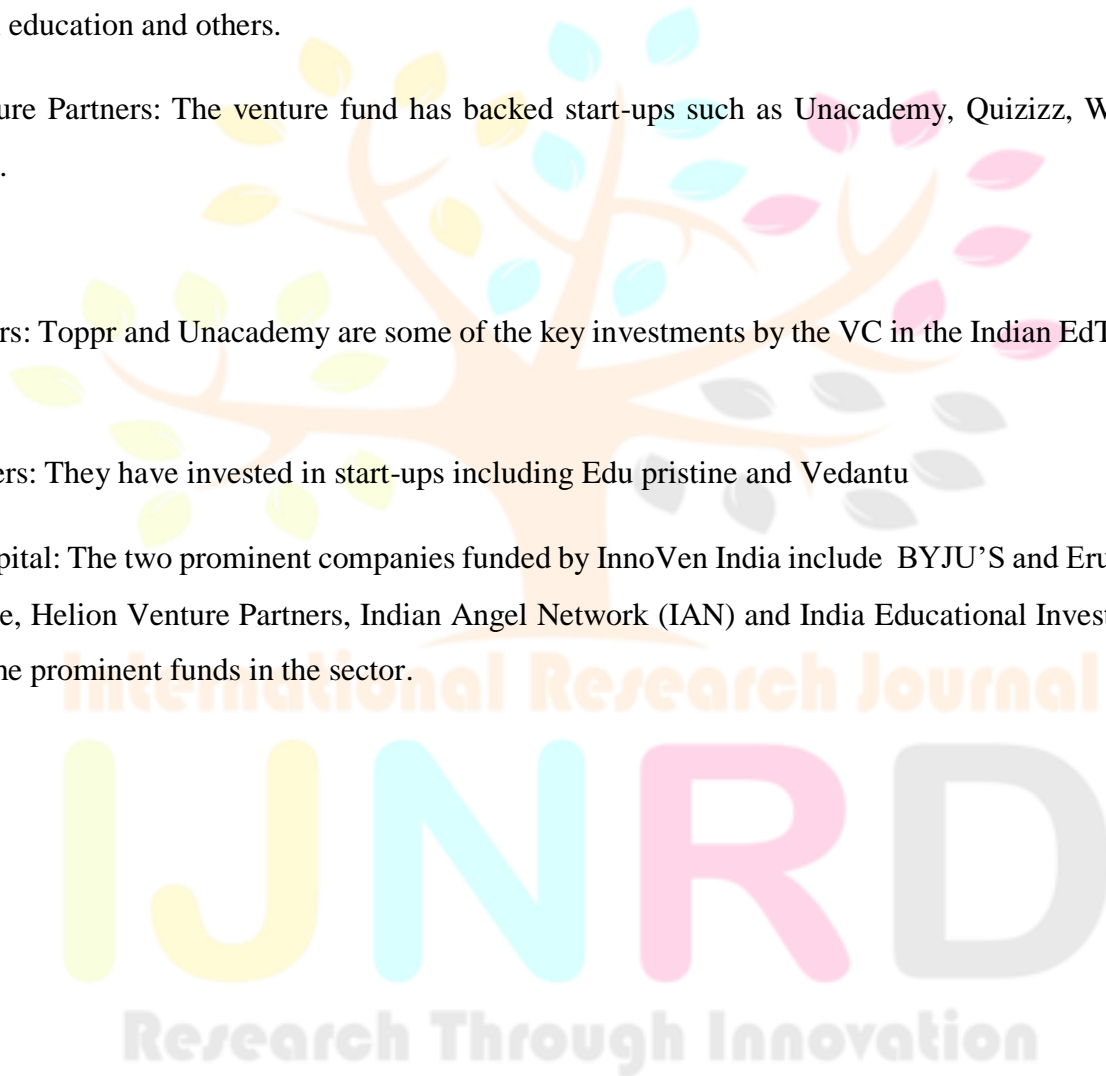 education and others.
ure Partners: The venture fund has backed start-ups such as Unacademy, Quizizz, W
.
rs: Toppr and Unacademy are some of the key investments by the VC in the Indian EdT
ers: They have invested in start-ups including Edu pristine and Vedantu
pital: The two prominent companies funded by InnoVen India include BYJU’S and Eru
e, Helion Venture Partners, Indian Angel Network (IAN) and India Educational Invest
he prominent funds in the sector.
International Research Journal
IJNRD
Research Through Innovation